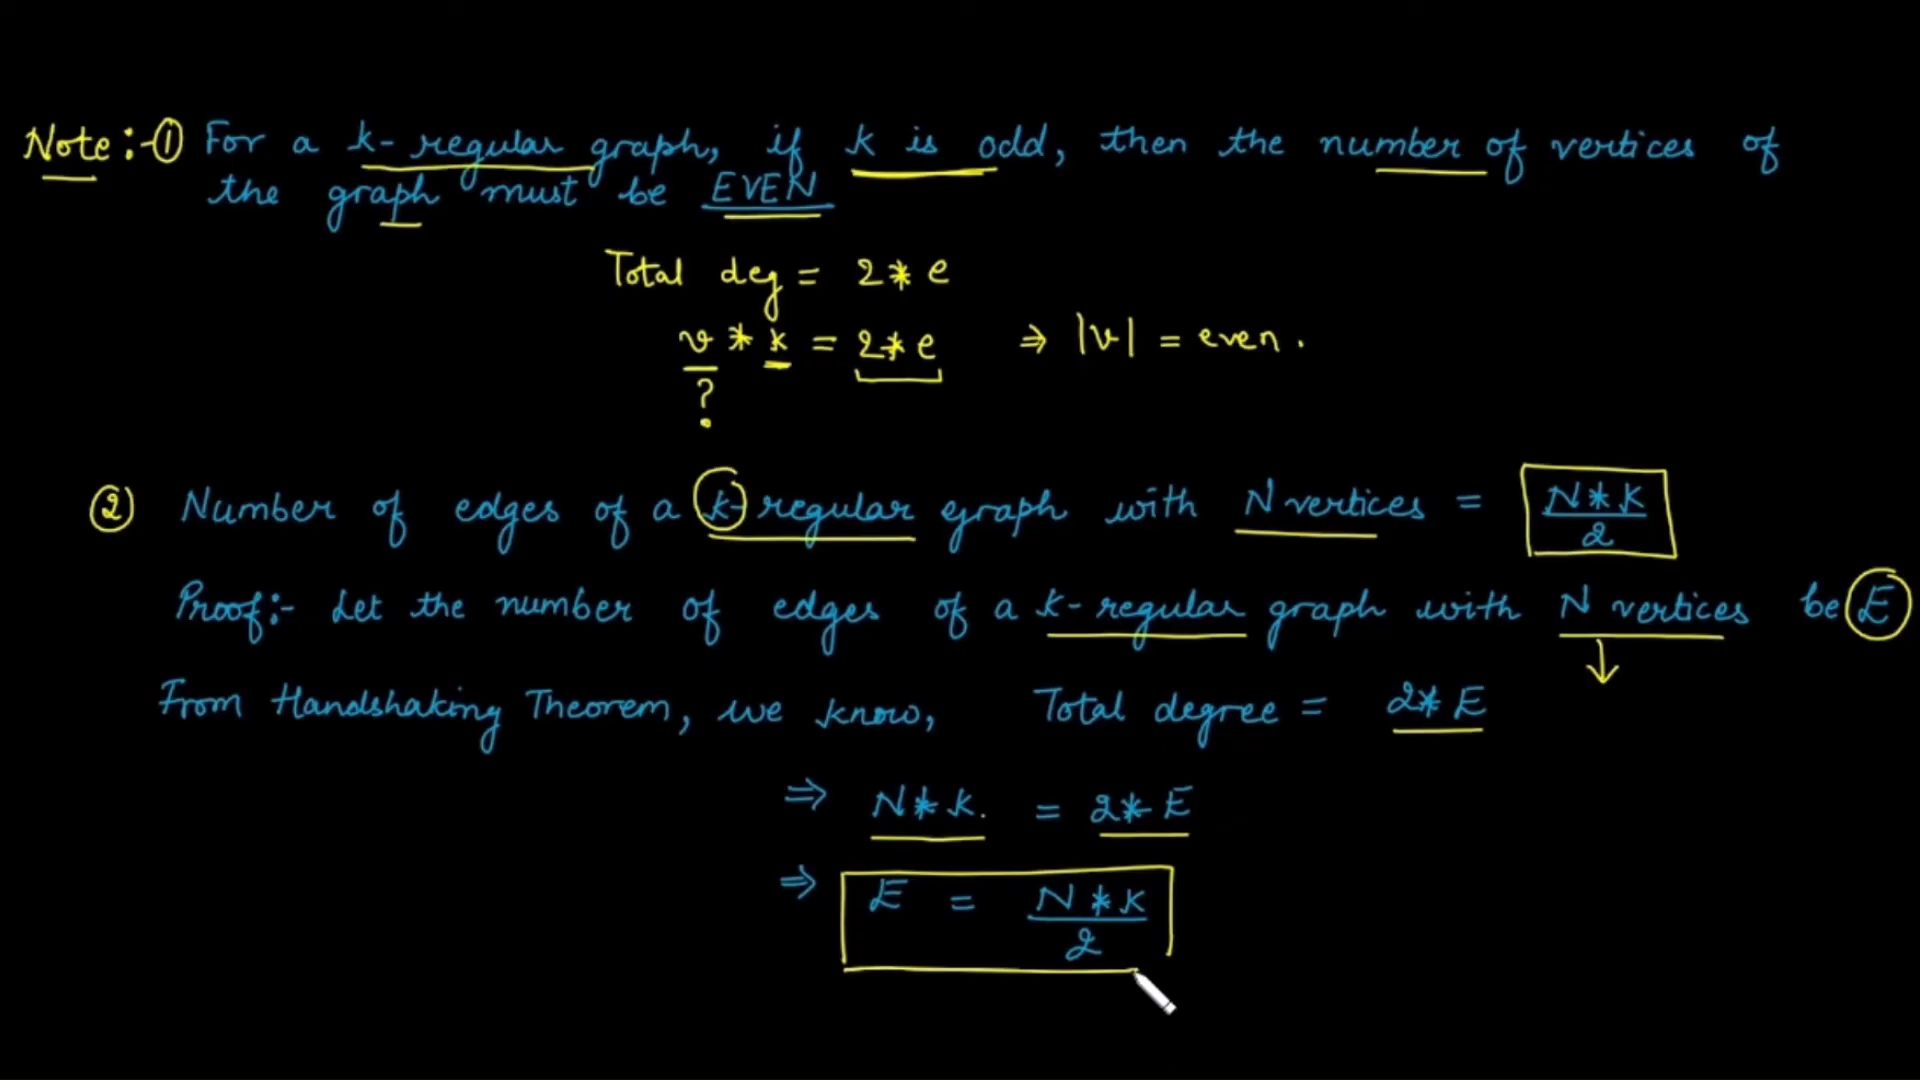 Note :- ① For a k-regular graph, if k is odd, then the number of vertices of
the graph must be EVEN
Total deg = 2 * e
v * k = 2 * e ⇒ |v| = even.
?
② Number of edges of a k-regular graph with N vertices = N * K / 2
Proof:- Let the number of edges of a k-regular graph with N vertices be E
From Handshaking Theorem, we know, Total degree = 2 * E
⇒ N * K. = 2 * E
⇒ E = N * K / 2